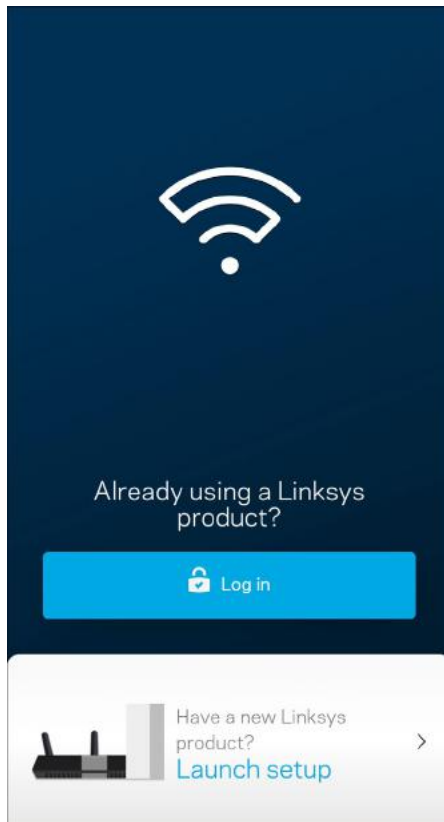 Already using a Linksys
product?
Log in
Have a new Linksys
product?
Launch setup